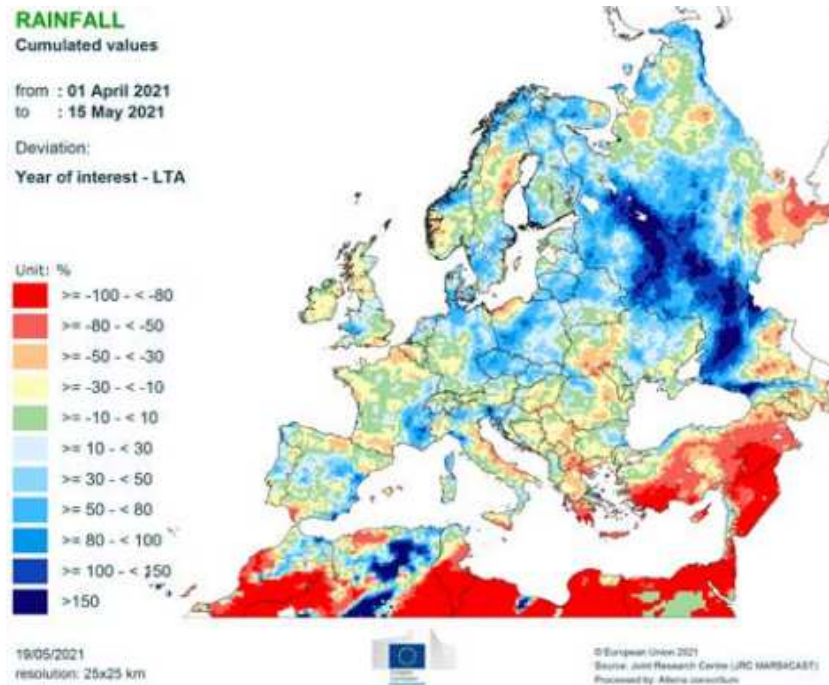 RAINFALL
Cumulated values
from : 01 April 2021
to : 15 May 2021
Deviation:
Year of interest - LTA
Unit: %
>= -100 - < -80
>= -80 - < -50
>= -50 - < -30
>= -30 - < -10
>= -10 - < 10
>= 10 - < 30
>= 30 - < 50
>= 50 - < 80
>= 80 - < 100
>= 100 - < 150
>150
19/05/2021
resolution: 25x25 km
© European Union 2021
Source: Joint Research Centre (JRC MARS4CAST)
Processed by: Alterra consortium